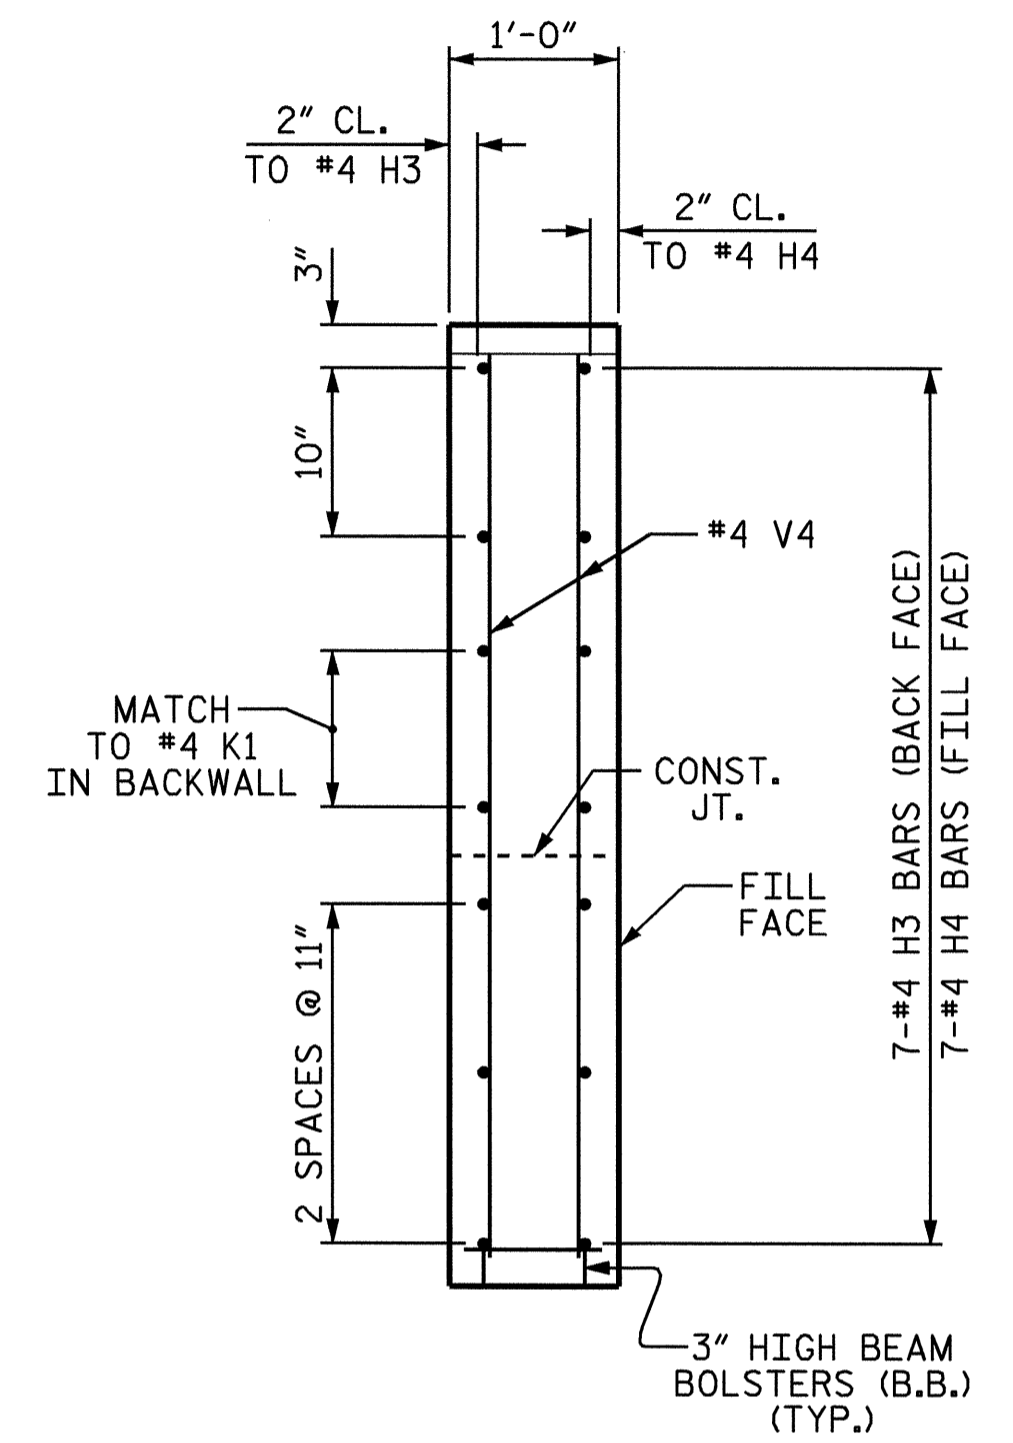 1'-0"
2" CL.
TO #4 H3
2" CL.
TO #4 H4
3"
10"
#4 V4
MATCH
TO #4 K1
IN BACKWALL
CONST.
JT.
FILL
FACE
2 SPACES @ 11"
7-#4 H3 BARS (BACK FACE)
7-#4 H4 BARS (FILL FACE)
3" HIGH BEAM
BOLSTERS (B.B.)
(TYP.)